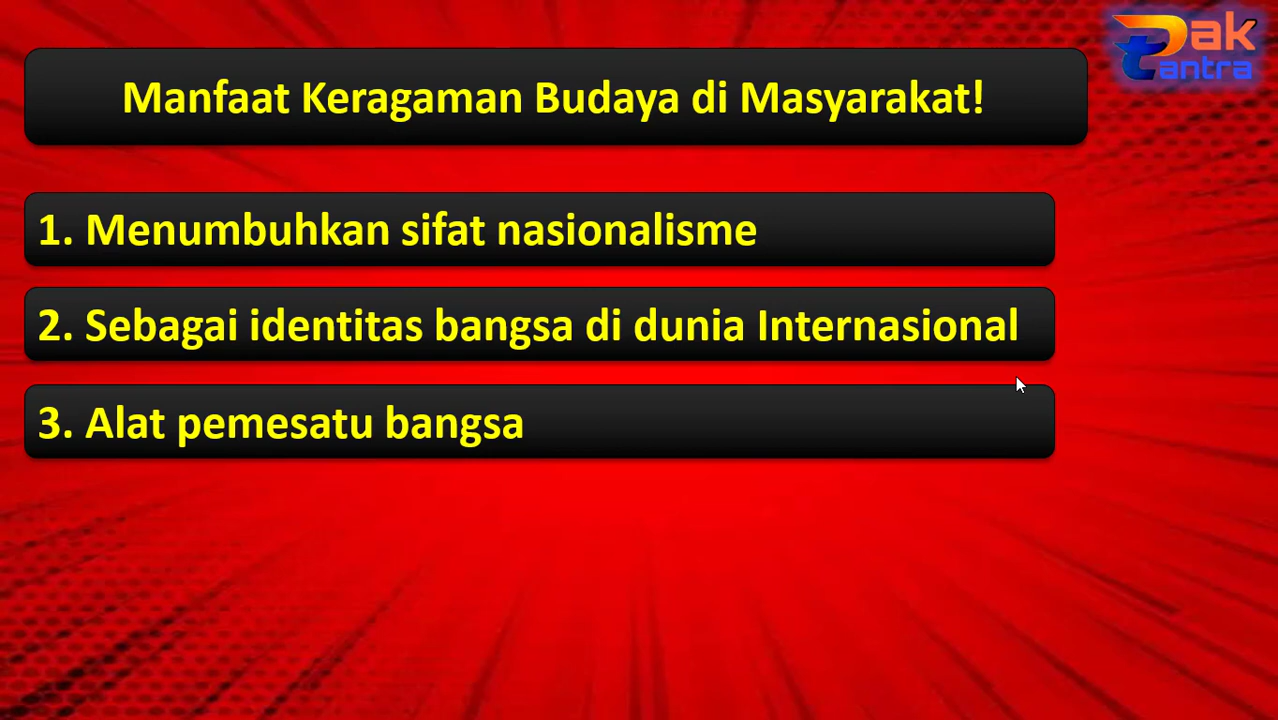 Pak
tantra
Manfaat Keragaman Budaya di Masyarakat!
1. Menumbuhkan sifat nasionalisme
2. Sebagai identitas bangsa di dunia Internasional
3. Alat pemesatu bangsa